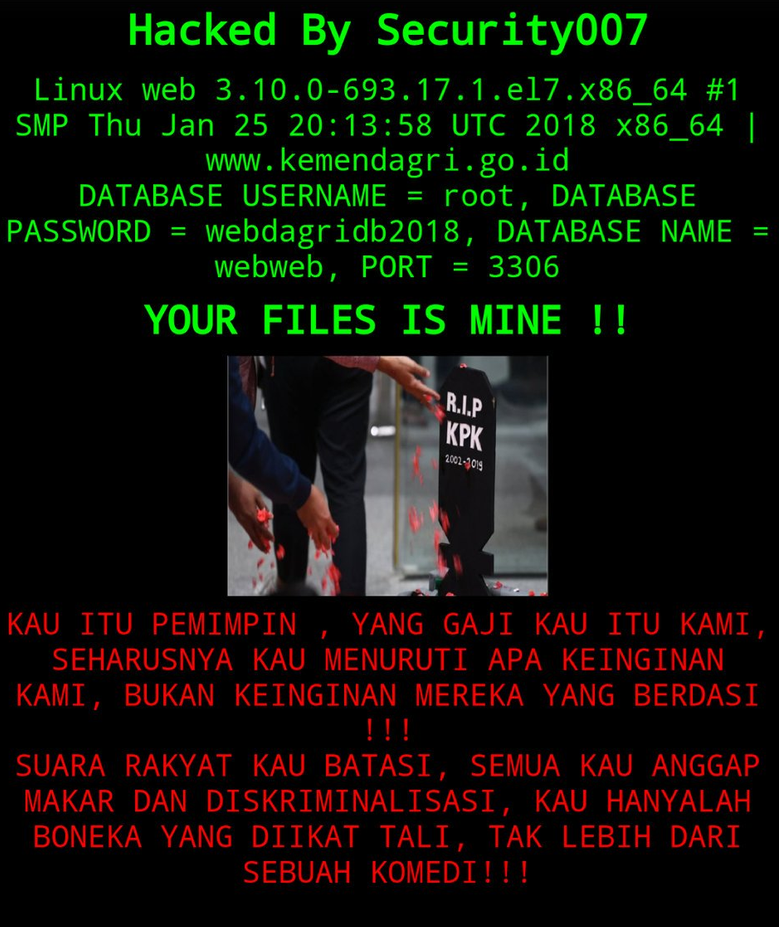 Hacked By Security007
Linux web 3.10.0-693.17.1.el7.x86_64 #1
SMP Thu Jan 25 20:13:58 UTC 2018 x86_64 |
www.kemendagri.go.id
DATABASE USERNAME = root, DATABASE
PASSWORD = webdagridb2018, DATABASE NAME =
webweb, PORT = 3306
YOUR FILES IS MINE !!
R.I.P
KPK
2002-2019
KAU ITU PEMIMPIN , YANG GAJI KAU ITU KAMI,
SEHARUSNYA KAU MENURUTI APA KEINGINAN
KAMI, BUKAN KEINGINAN MEREKA YANG BERDASI
!!!
SUARA RAKYAT KAU BATASI, SEMUA KAU ANGGAP
MAKAR DAN DISKRIMINALISASI, KAU HANYALAH
BONEKA YANG DIIKAT TALI, TAK LEBIH DARI
SEBUAH KOMEDI!!!